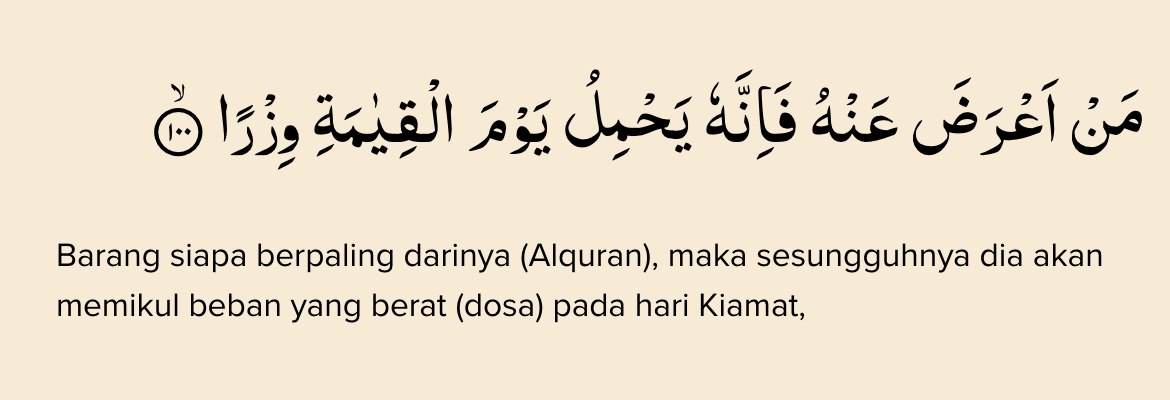 مَنْ اَعْرَضَ عَنْهُ فَاِنَّهٗ يَحْمِلُ يَوْمَ الْقِيٰمَةِ وِزْرًا ۙ ١٠٠
Barang siapa berpaling darinya (Alquran), maka sesungguhnya dia akan
memikul beban yang berat (dosa) pada hari Kiamat,